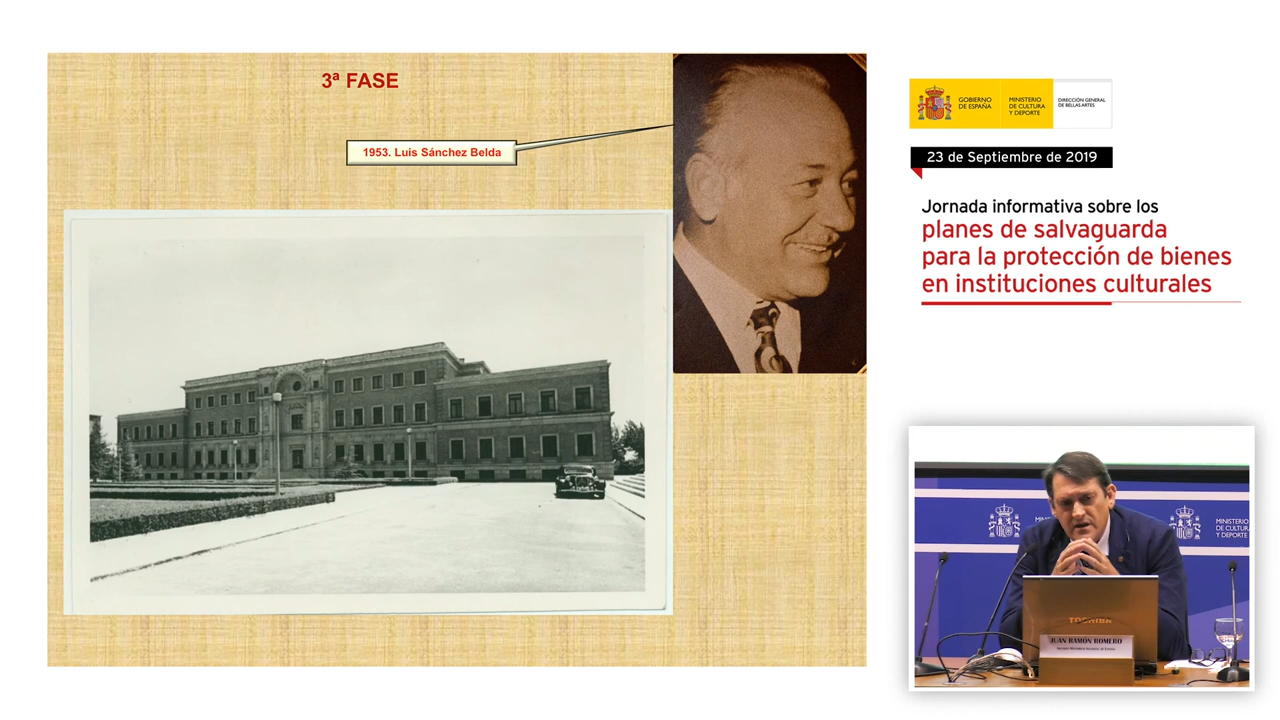 3ª FASE
1953. Luis Sánchez Belda
GOBIERNO
DE ESPAÑA
MINISTERIO
DE CULTURA
Y DEPORTE
DIRECCIÓN GENERAL
DE BELLAS ARTES
23 de Septiembre de 2019
Jornada informativa sobre los
planes de salvaguarda
para la protección de bienes
en instituciones culturales
MINISTERIO
DE CULTURA
Y DEPORTE
TOSHIBA
JUAN RAMÓN ROMERO